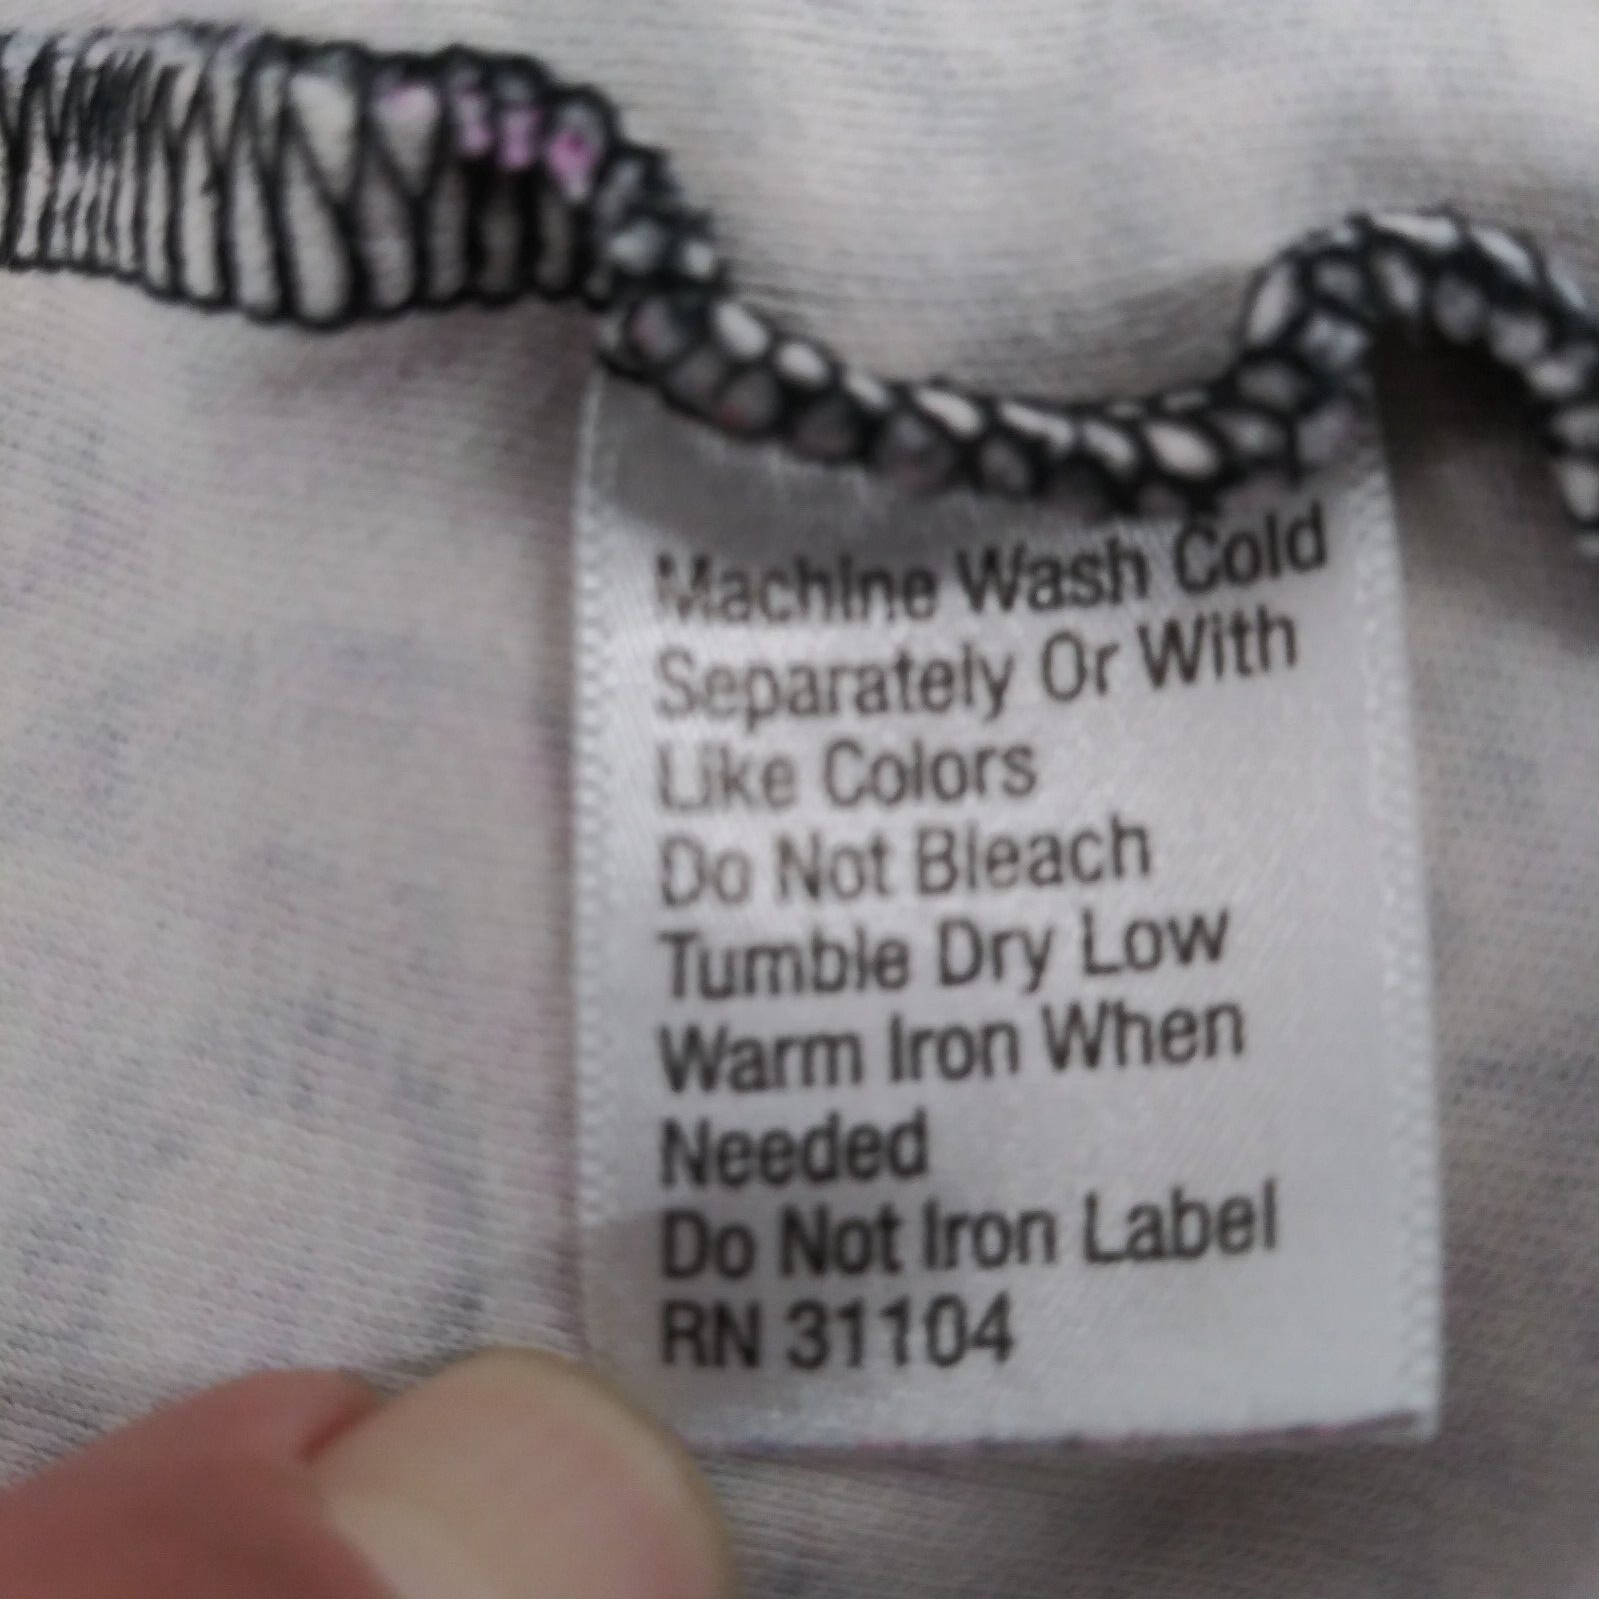 Machine Wash Cold
Separately Or With
Like Colors
Do Not Bleach
Tumble Dry Low
Warm Iron When
Needed
Do Not Iron Label
RN 31104